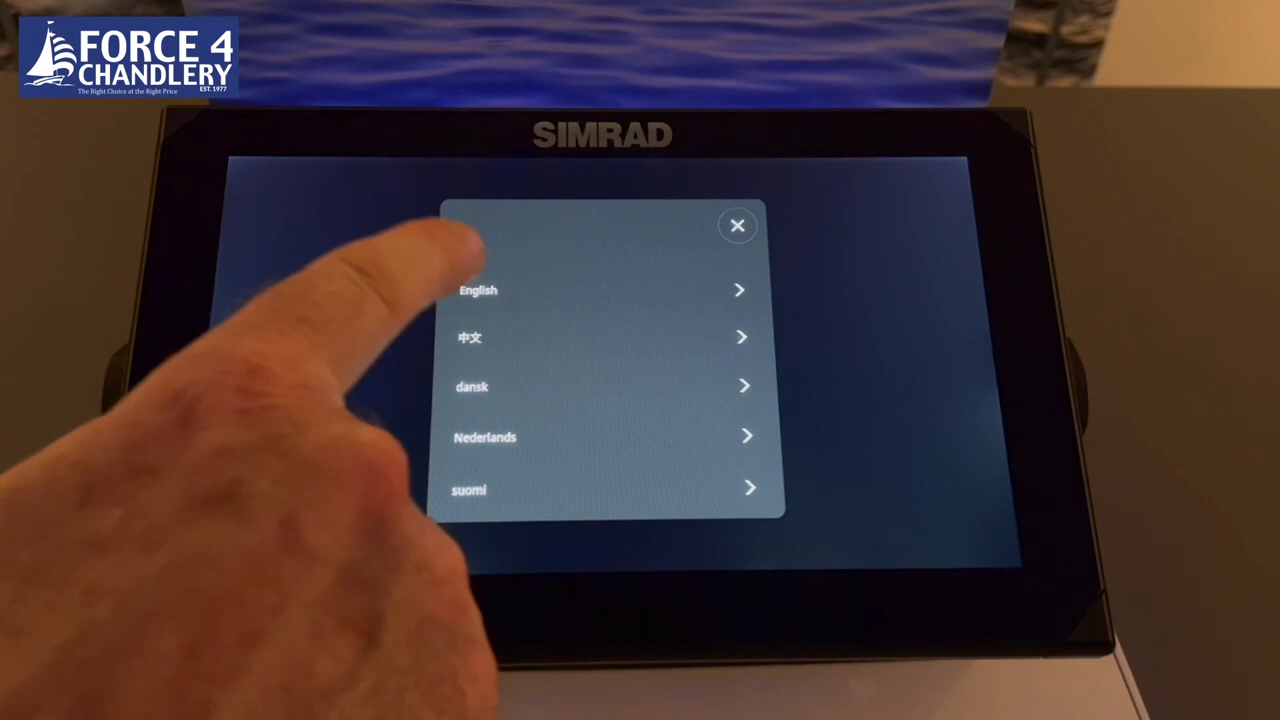 FORCE 4
CHANDLERY
The Right Choice at the Right Price
EST. 1977
SIMRAD
English
中文
dansk
Nederlands
suomi